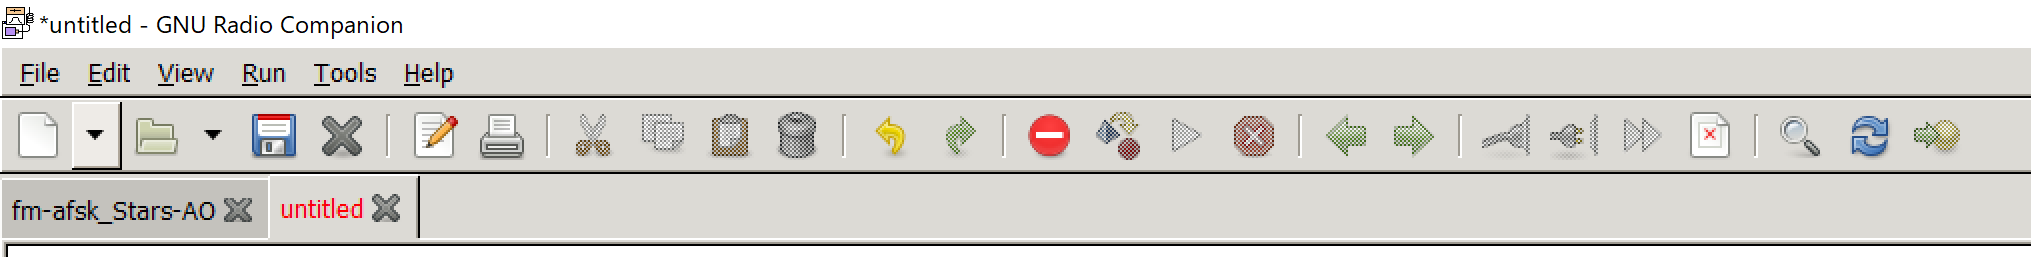 *untitled - GNU Radio Companion
File Edit View Run Tools Help
fm-afsk_Stars-AO untitled